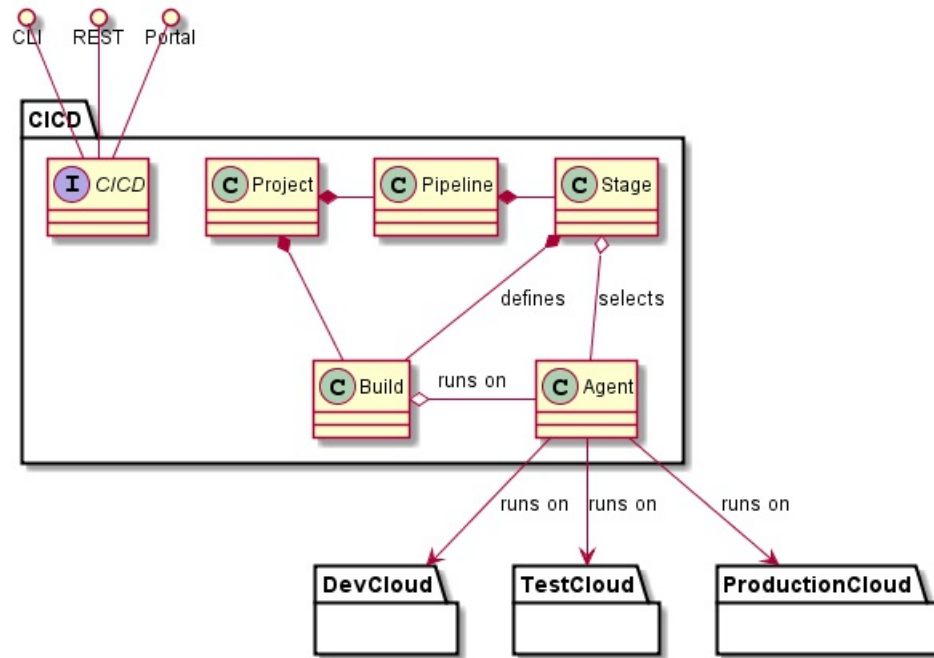 CLI REST Portal
CICD
I CICD
C Project
C Pipeline
C Stage
defines
selects
C Build
runs on
C Agent
runs on
runs on
runs on
DevCloud
TestCloud
ProductionCloud